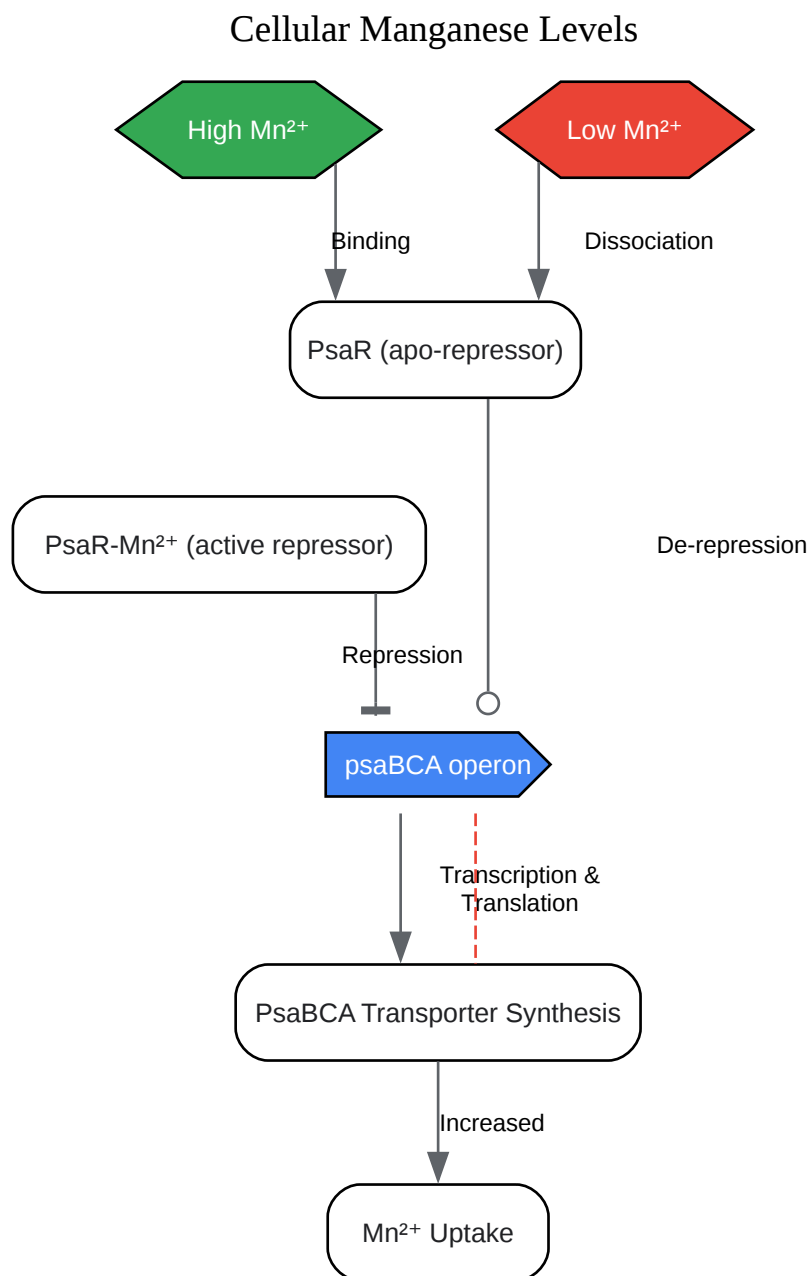 Cellular Manganese Levels
High Mn²⁺
Low Mn²⁺
Binding
Dissociation
PsaR (apo-repressor)
PsaR-Mn²⁺ (active repressor)
De-repression
Repression
psaBCA operon
Transcription &
Translation
PsaBCA Transporter Synthesis
Increased
Mn²⁺ Uptake